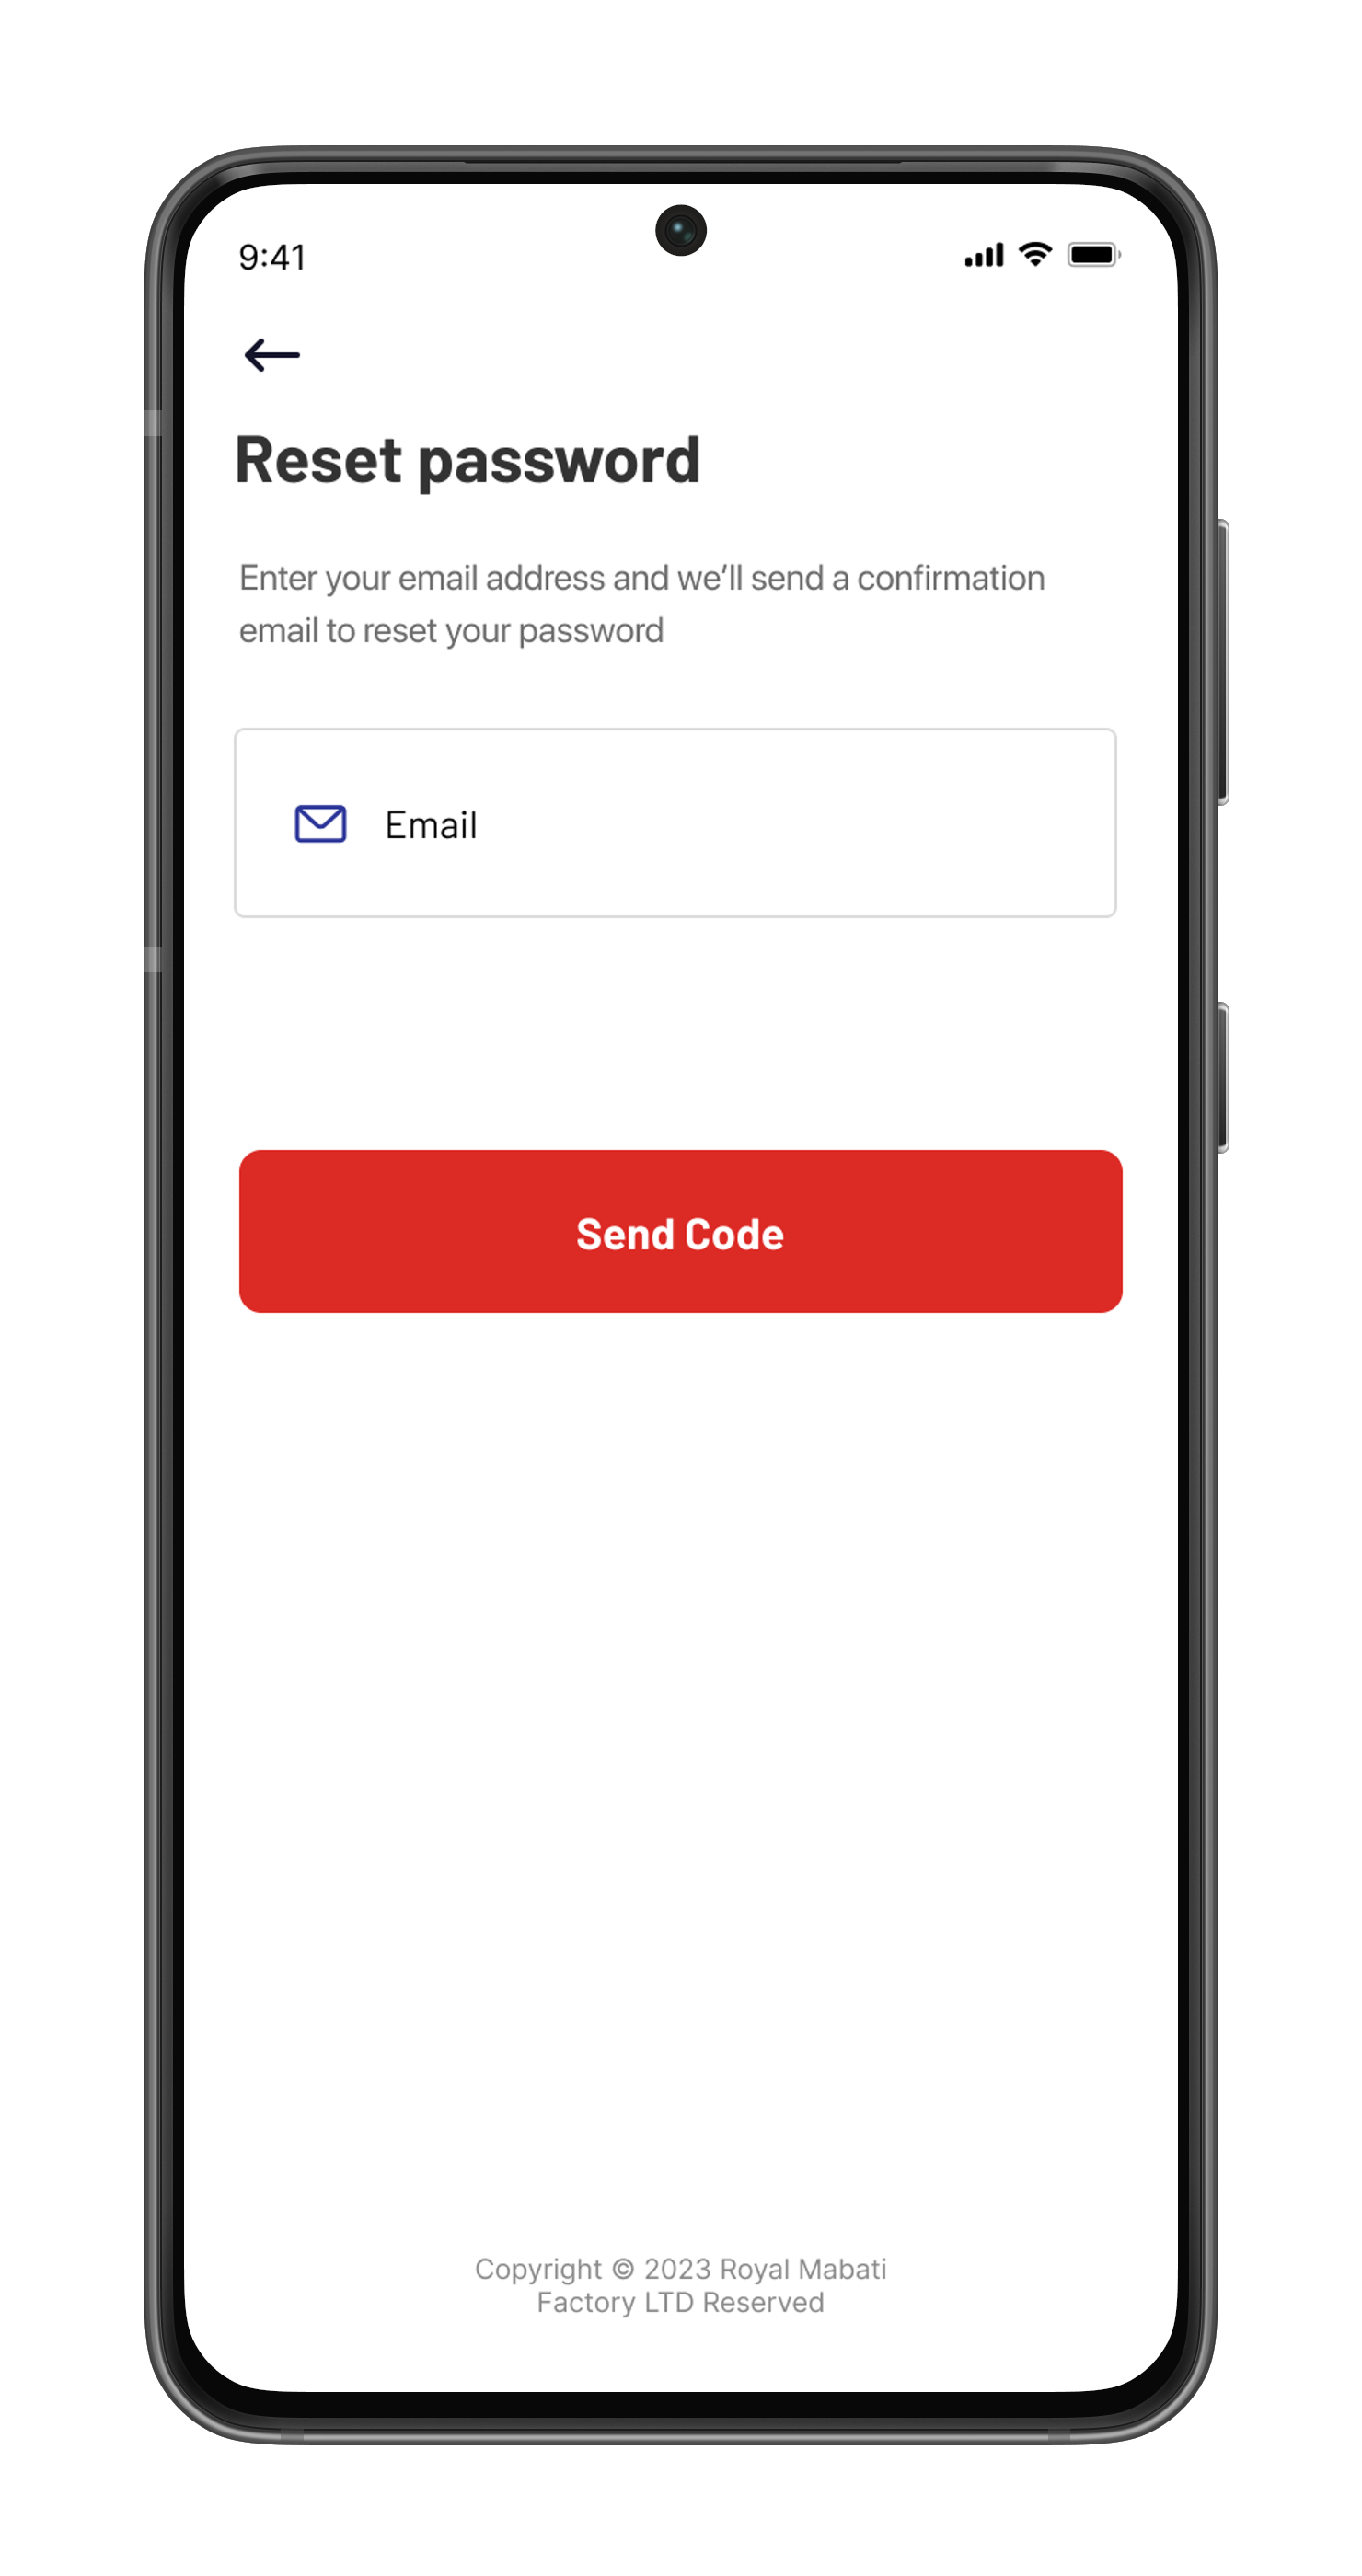 9:41
Reset password
Enter your email address and we’ll send a confirmation
email to reset your password
Email
Send Code
Copyright © 2023 Royal Mabati
Factory LTD Reserved